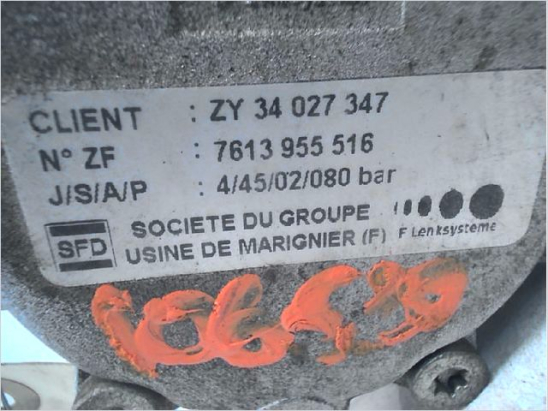 CLIENT : ZY 34 027 347
N° ZF : 7613 955 516
J/S/A/P : 4/45/02/080 bar
SFD SOCIETE DU GROUPE
USINE DE MARIGNIER (F) F Lenksysteme